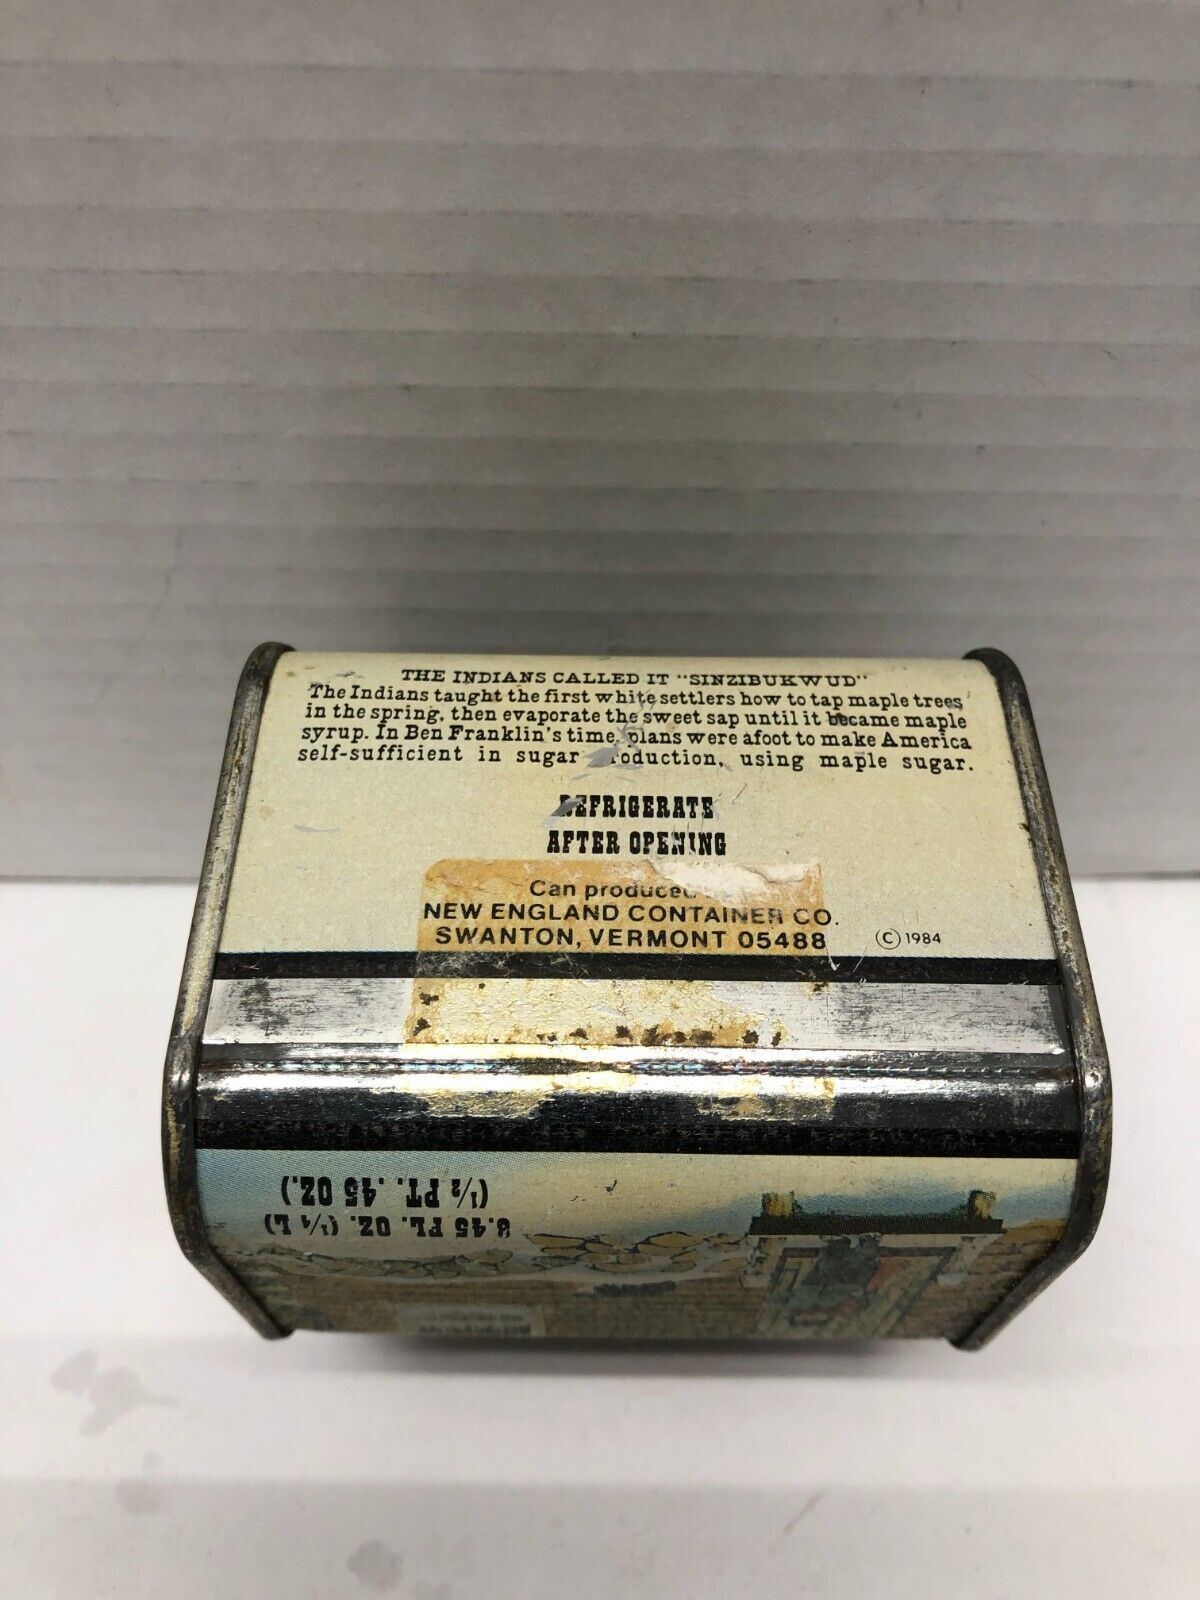 THE INDIANS CALLED IT "SINZIBUKWUD"
The Indians taught the first white settlers how to tap maple trees
in the spring, then evaporate the sweet sap until it became maple
syrup. In Ben Franklin's time, plans were afoot to make America
self-sufficient in sugar production, using maple sugar.
REFRIGERATE
AFTER OPENING
Can produced
NEW ENGLAND CONTAINER CO.
SWANTON, VERMONT 05488
© 1984
8.45 FL. OZ. (¼ L)
(½ PT. .45 OZ.)